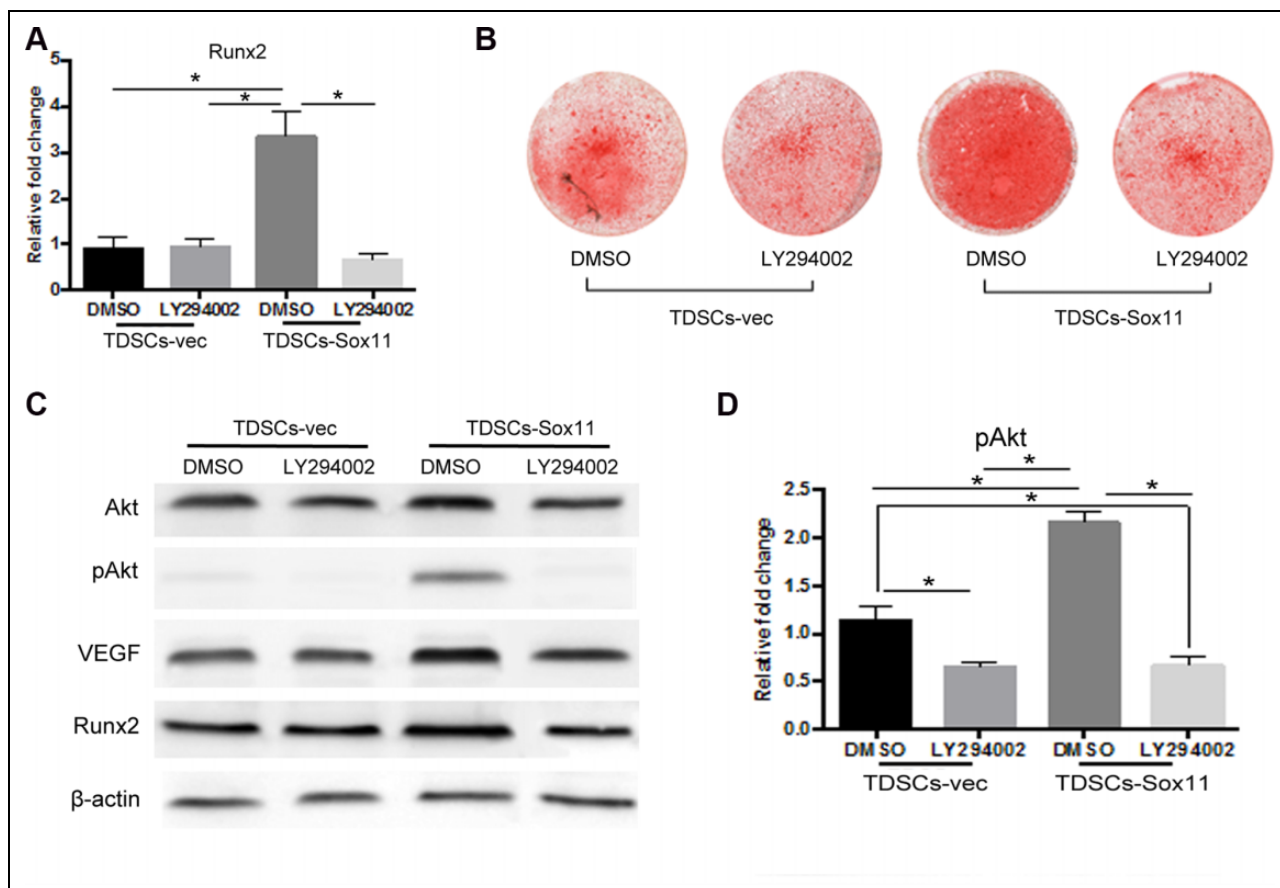 A
Runx2
Relative fold change
5
4
3
2
1
0
*
*
*
DMSO LY294002 DMSO LY294002
TDSCs-vec TDSCs-Sox11
B
DMSO LY294002 DMSO LY294002
TDSCs-vec TDSCs-Sox11
C
TDSCs-vec TDSCs-Sox11
DMSO LY294002 DMSO LY294002
Akt
pAkt
VEGF
Runx2
β-actin
D
pAkt
Relative fold change
2.5
2.0
1.5
1.0
0.5
0.0
*
*
*
*
*
DMSO LY294002 DMSO LY294002
TDSCs-vec TDSCs-Sox11